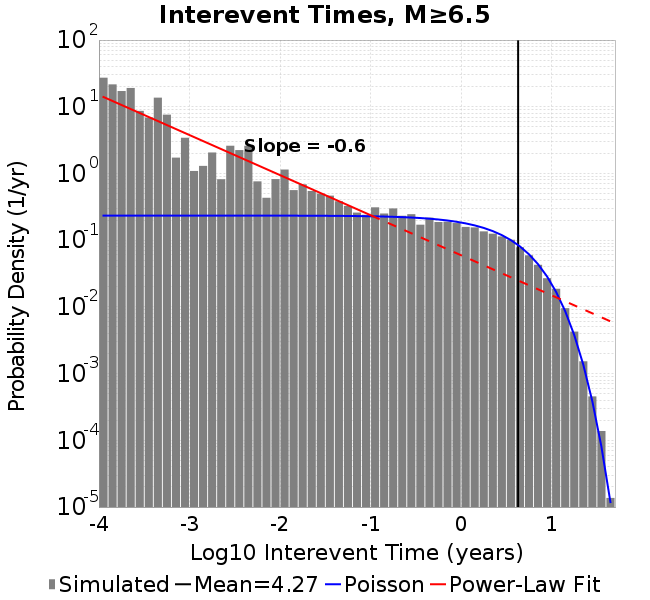 Interevent Times, M≥6.5
Probability Density (1/yr)
10^2
10^1
10^0
10^-1
10^-2
10^-3
10^-4
10^-5
Slope = -0.6
-4 -3 -2 -1 0 1
Log10 Interevent Time (years)
Simulated Mean=4.27 Poisson Power-Law Fit